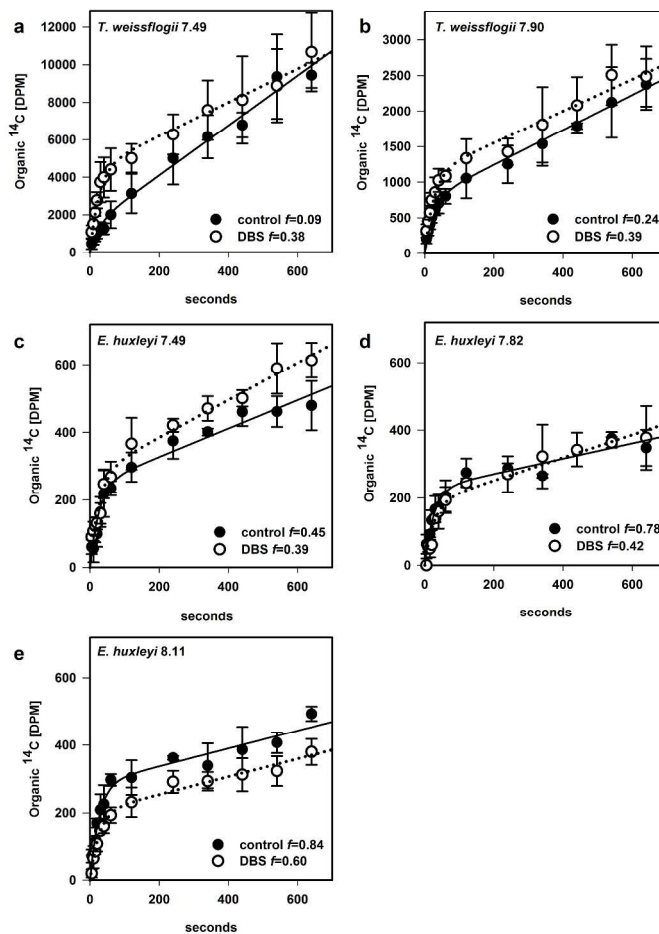 a
T. weissflogii 7.49
12000
10000
8000
6000
4000
2000
0
Organic ¹⁴C [DPM]
control f=0.09
DBS f=0.38
0 200 400 600
seconds
b
T. weissflogii 7.90
3000
2500
2000
1500
1000
500
0
Organic ¹⁴C [DPM]
control f=0.24
DBS f=0.39
0 200 400 600
seconds
c
E. huxleyi 7.49
600
400
200
0
Organic ¹⁴C [DPM]
control f=0.45
DBS f=0.39
0 200 400 600
seconds
d
E. huxleyi 7.82
600
400
200
0
Organic ¹⁴C [DPM]
control f=0.78
DBS f=0.42
0 200 400 600
seconds
e
E. huxleyi 8.11
600
400
200
0
Organic ¹⁴C [DPM]
control f=0.84
DBS f=0.60
0 200 400 600
seconds